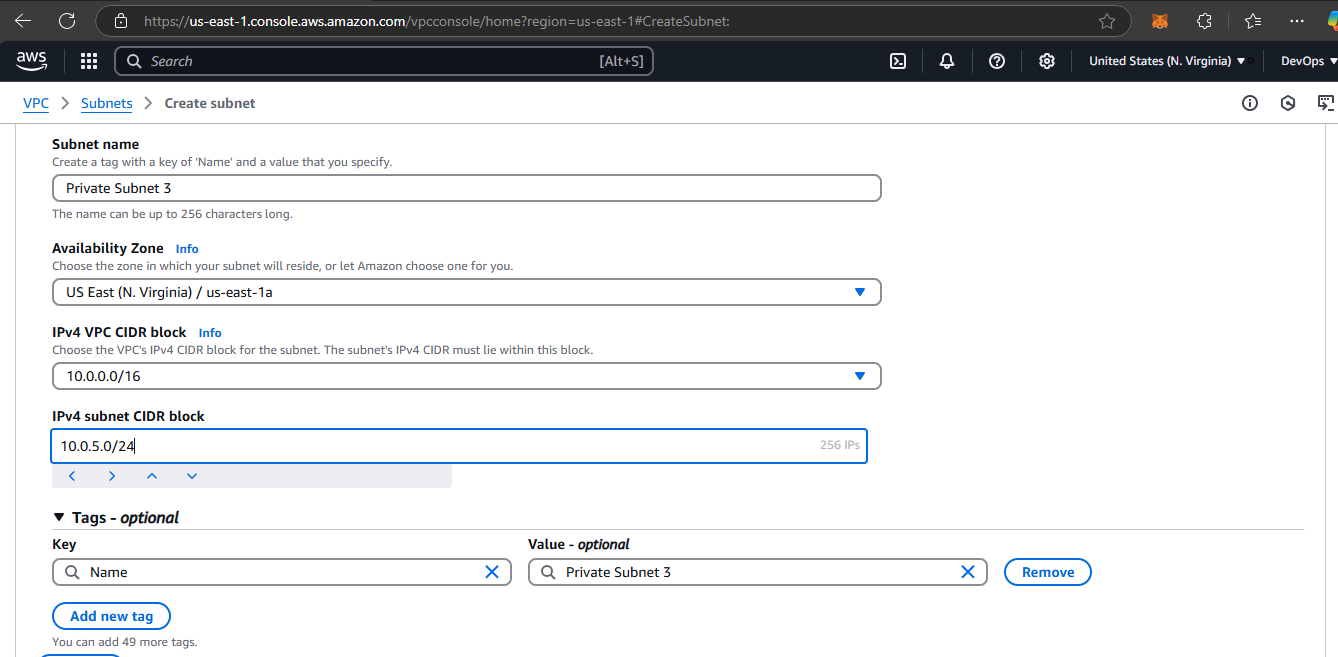 https://us-east-1.console.aws.amazon.com/vpcconsole/home?region=us-east-1#CreateSubnet:
aws
Search [Alt+S]
United States (N. Virginia) ▼
DevOps ▼
VPC > Subnets > Create subnet
Subnet name
Create a tag with a key of 'Name' and a value that you specify.
Private Subnet 3
The name can be up to 256 characters long.
Availability Zone Info
Choose the zone in which your subnet will reside, or let Amazon choose one for you.
US East (N. Virginia) / us-east-1a
IPv4 VPC CIDR block Info
Choose the VPC's IPv4 CIDR block for the subnet. The subnet's IPv4 CIDR must lie within this block.
10.0.0.0/16
IPv4 subnet CIDR block
10.0.5.0/24 256 IPs
Tags - optional
Key Value - optional
Name Private Subnet 3 Remove
Add new tag
You can add 49 more tags.